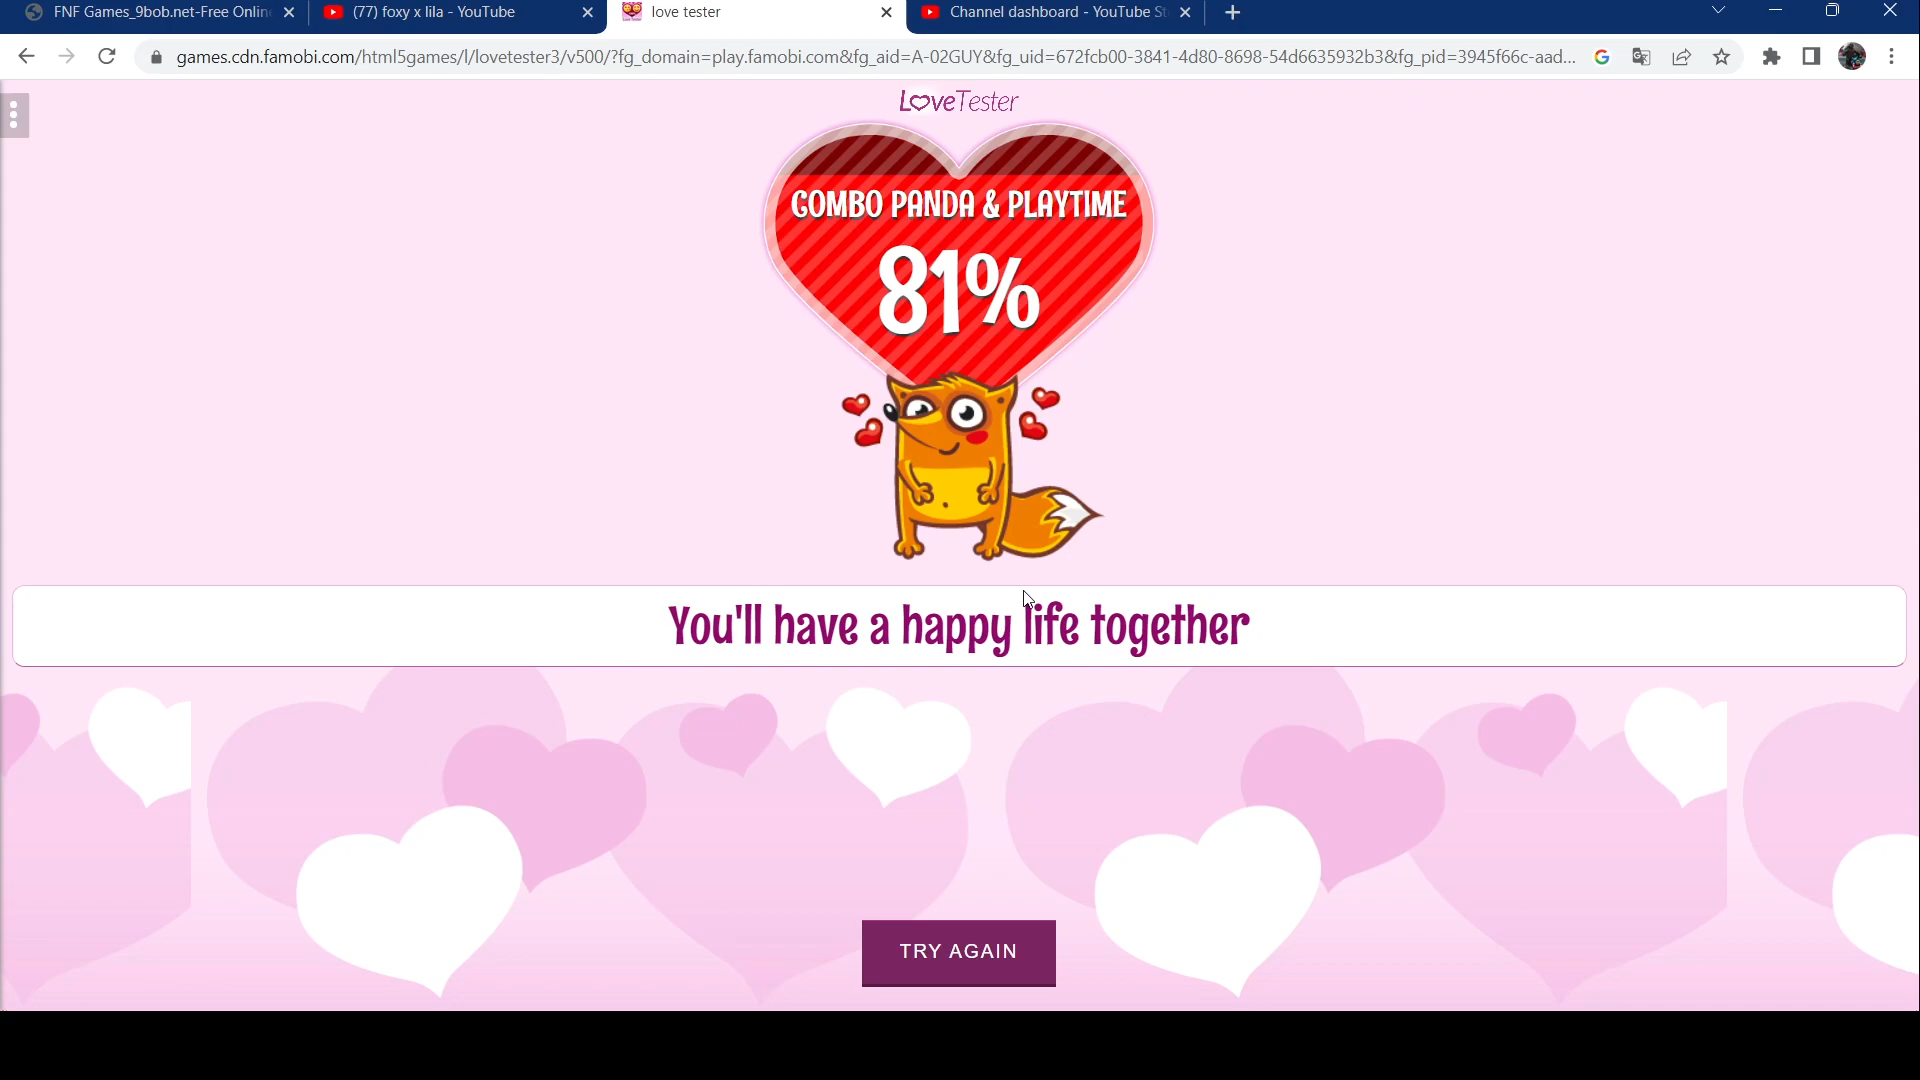 FNF Games_9bob.net-Free Onlin
(77) foxy x lila - YouTube
love tester
Channel dashboard - YouTube St
games.cdn.famobi.com/html5games/l/lovetester3/v500/?fg_domain=play.famobi.com&fg_aid=A-02GUY&fg_uid=672fcb00-3841-4d80-8698-54d6635932b3&fg_pid=3945f66c-aad...
LoveTester
COMBO PANDA & PLAYTIME
81%
You'll have a happy life together
TRY AGAIN